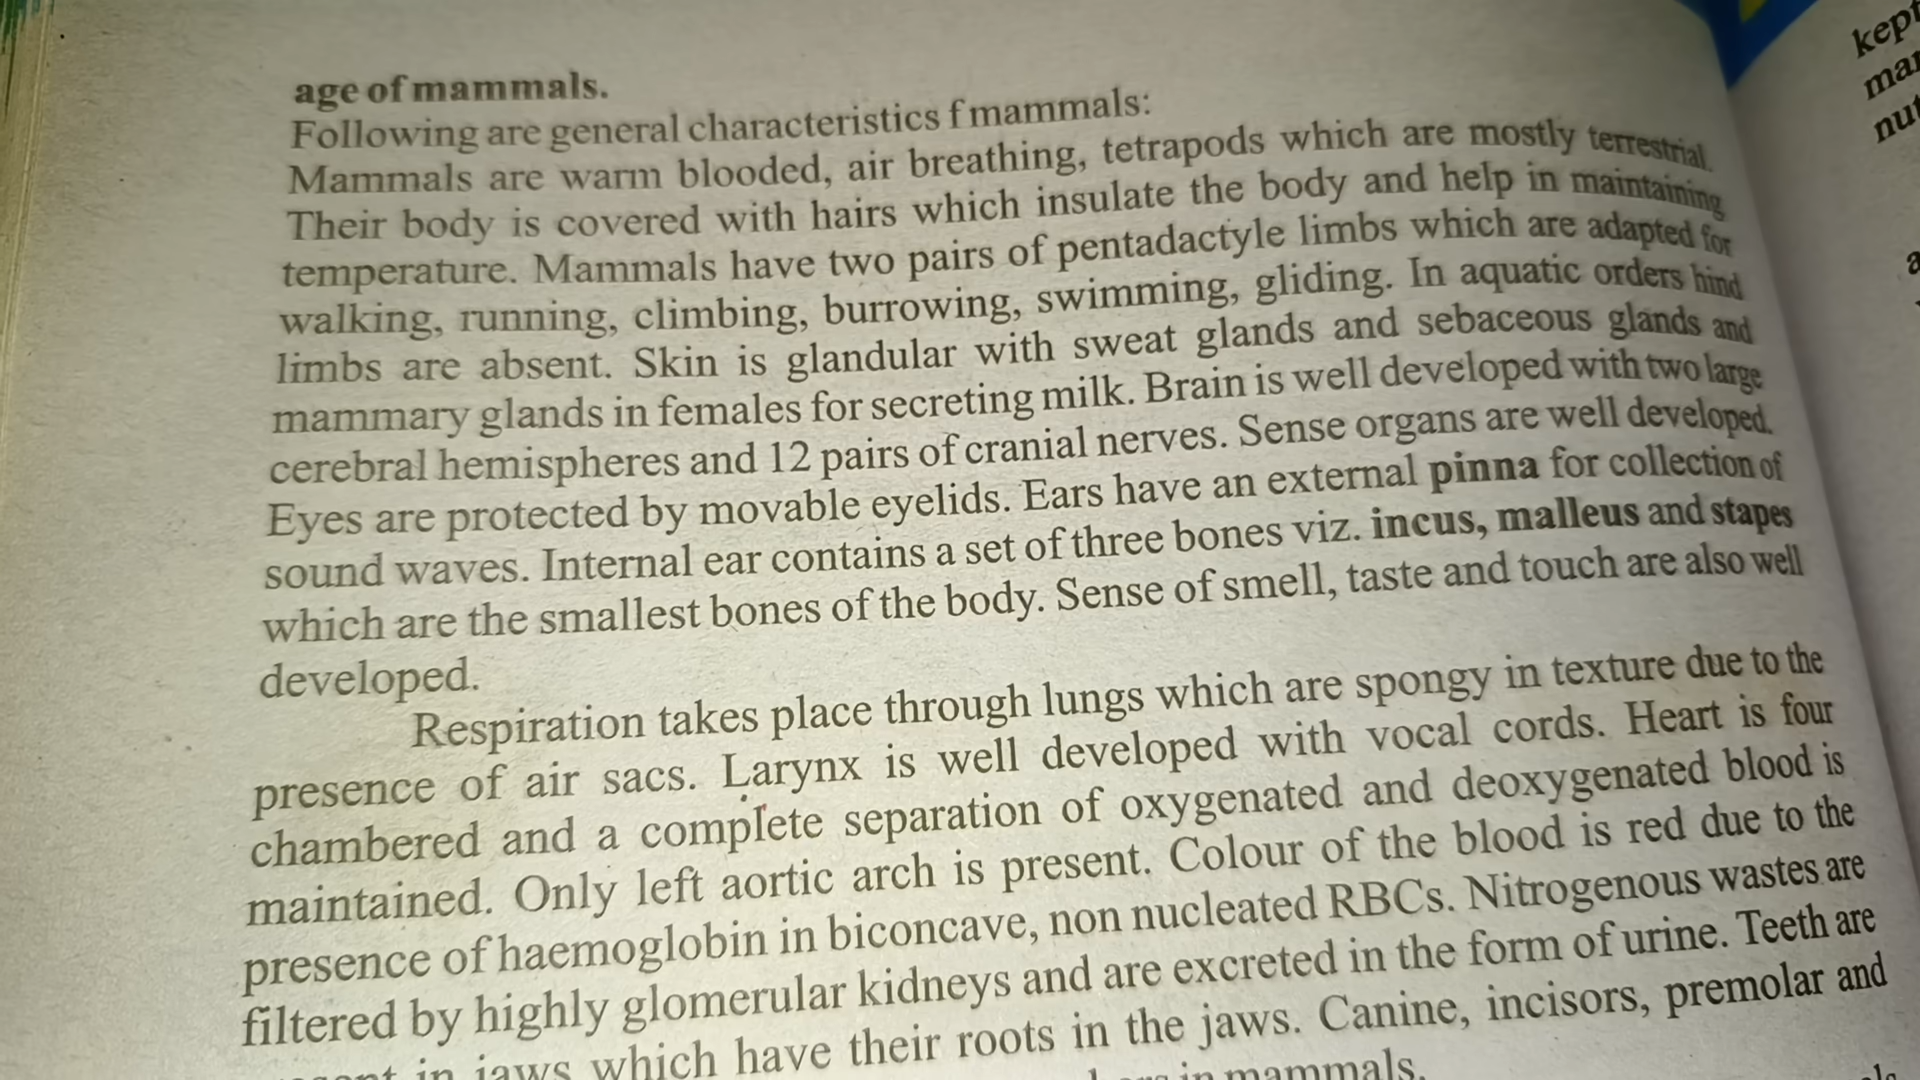 age of mammals.
Following are general characteristics f mammals:
Mammals are warm blooded, air breathing, tetrapods which are mostly terrestrial.
Their body is covered with hairs which insulate the body and help in maintaining
temperature. Mammals have two pairs of pentadactyle limbs which are adapted for
walking, running, climbing, burrowing, swimming, gliding. In aquatic orders hind
limbs are absent. Skin is glandular with sweat glands and sebaceous glands and
mammary glands in females for secreting milk. Brain is well developed with two large
cerebral hemispheres and 12 pairs of cranial nerves. Sense organs are well developed.
Eyes are protected by movable eyelids. Ears have an external pinna for collection of
sound waves. Internal ear contains a set of three bones viz. incus, malleus and stapes
which are the smallest bones of the body. Sense of smell, taste and touch are also well
developed.
Respiration takes place through lungs which are spongy in texture due to the
presence of air sacs. Larynx is well developed with vocal cords. Heart is four
chambered and a complete separation of oxygenated and deoxygenated blood is
maintained. Only left aortic arch is present. Colour of the blood is red due to the
presence of haemoglobin in biconcave, non nucleated RBCs. Nitrogenous wastes are
filtered by highly glomerular kidneys and are excreted in the form of urine. Teeth are
in jaws which have their roots in the jaws. Canine, incisors, premolar and
in mammals.
kept